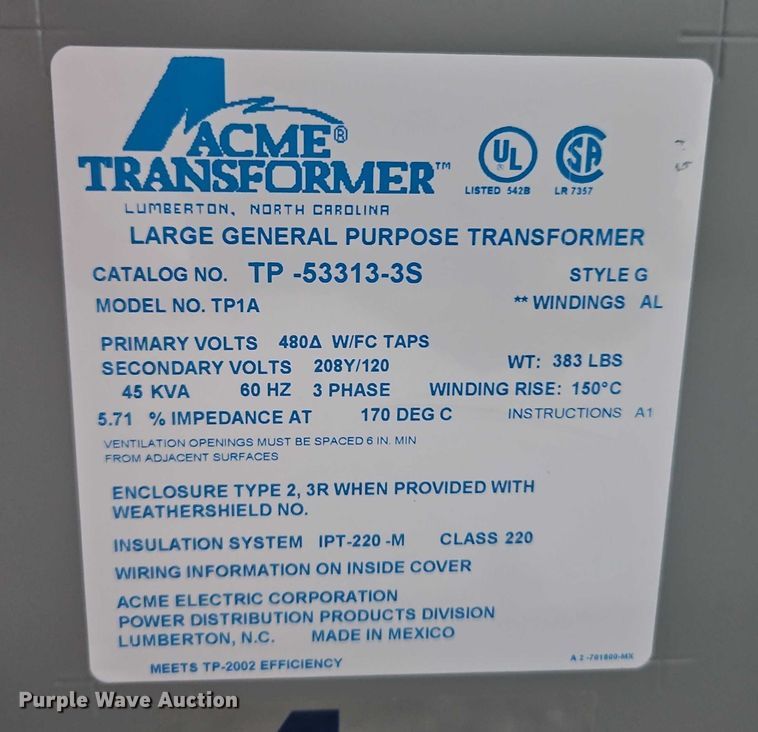 ACME®
TRANSFORMER™
LUMBERTON, NORTH CAROLINA
UL
LISTED 542B
SA
LR 7357
LARGE GENERAL PURPOSE TRANSFORMER
CATALOG NO. TP -53313-3S STYLE G
MODEL NO. TP1A ** WINDINGS AL
PRIMARY VOLTS 480Δ W/FC TAPS
SECONDARY VOLTS 208Y/120 WT: 383 LBS
45 KVA 60 HZ 3 PHASE WINDING RISE: 150°C
5.71 % IMPEDANCE AT 170 DEG C INSTRUCTIONS A1
VENTILATION OPENINGS MUST BE SPACED 6 IN. MIN
FROM ADJACENT SURFACES
ENCLOSURE TYPE 2, 3R WHEN PROVIDED WITH
WEATHERSHIELD NO.
INSULATION SYSTEM IPT-220 -M CLASS 220
WIRING INFORMATION ON INSIDE COVER
ACME ELECTRIC CORPORATION
POWER DISTRIBUTION PRODUCTS DIVISION
LUMBERTON, N.C. MADE IN MEXICO
MEETS TP-2002 EFFICIENCY
A 2 -701800-MX
Purple Wave Auction